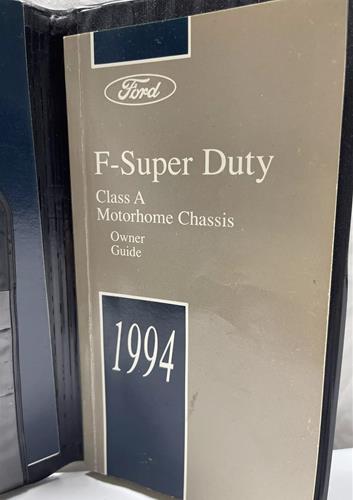 Ford
F-Super Duty
Class A
Motorhome Chassis
Owner
Guide
1994